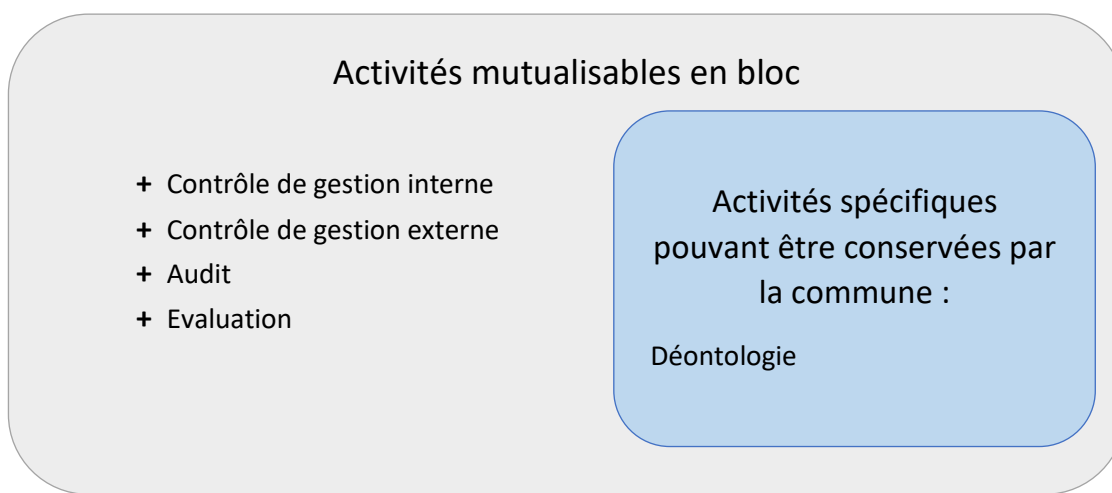 Activités mutualisables en bloc
+ Contrôle de gestion interne
+ Contrôle de gestion externe
+ Audit
+ Evaluation
Activités spécifiques
pouvant être conservées par
la commune :
Déontologie